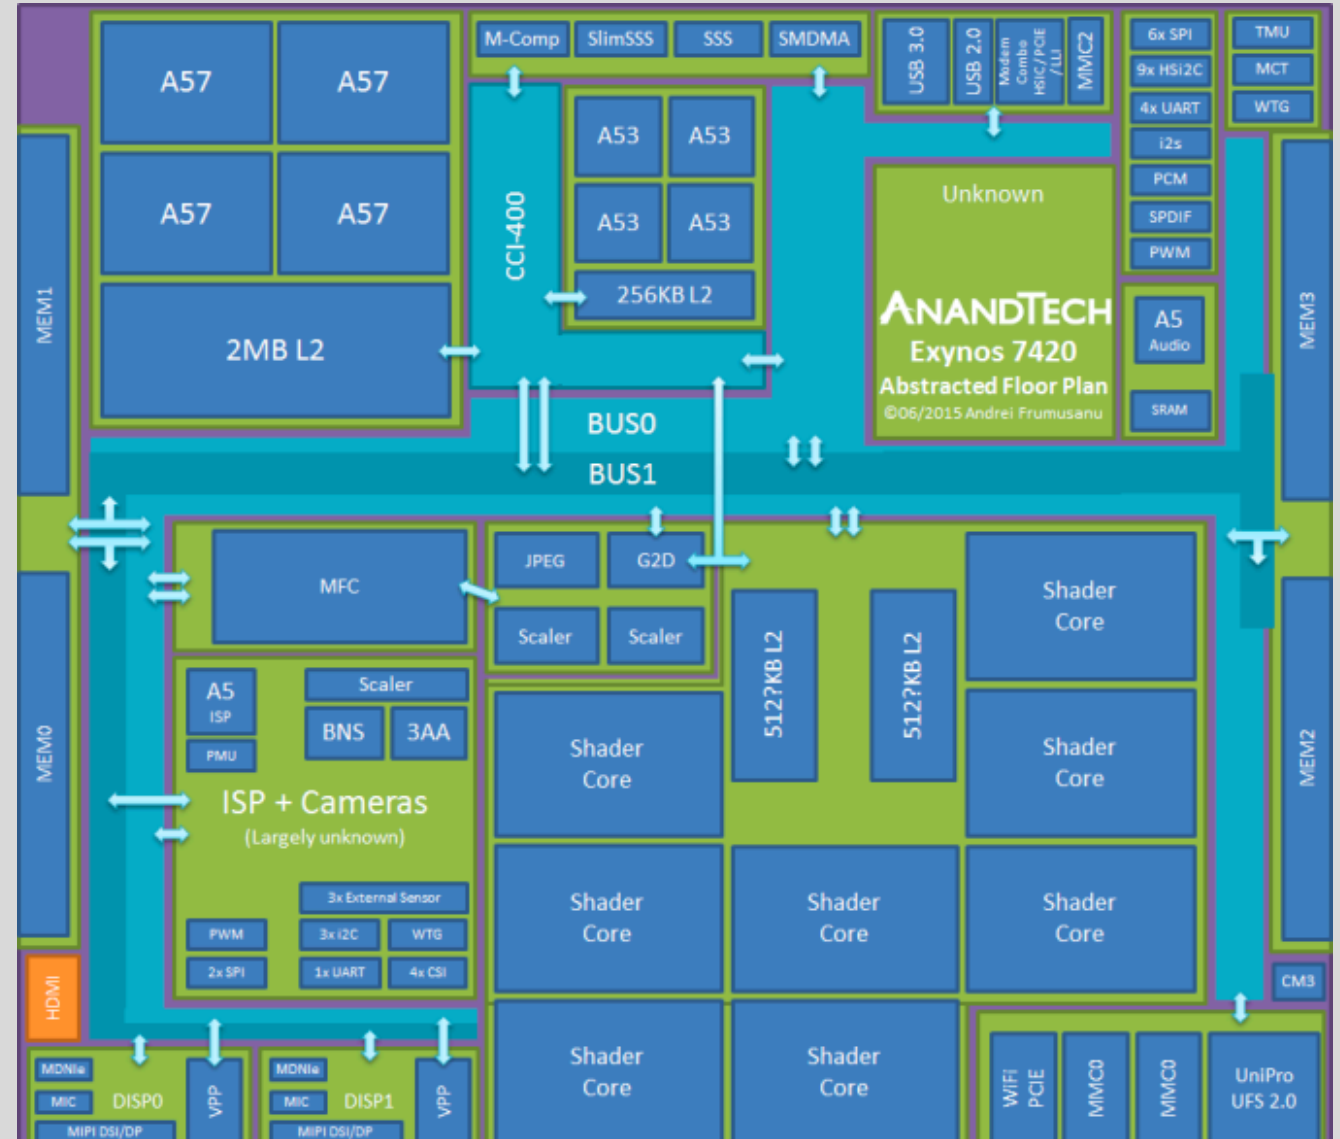 A57
A57
A57
A57
2MB L2
M-Comp
SlimSSS
SSS
SMDMA
CCI-400
A53
A53
A53
A53
256KB L2
USB 3.0
USB 2.0
Modem
Combo
HSIC/PCIE
/ LLI
MMC2
6x SPI
9x HSi2C
4x UART
i2s
PCM
SPDIF
PWM
TMU
MCT
WTG
MEM1
Unknown
ANANDTECH
Exynos 7420
Abstracted Floor Plan
©06/2015 Andrei Frumusanu
A5
Audio
SRAM
MEM3
BUS0
BUS1
MFC
JPEG
G2D
Scaler
Scaler
512?KB L2
512?KB L2
Shader
Core
Shader
Core
Shader
Core
Shader
Core
Shader
Core
Shader
Core
Shader
Core
Shader
Core
MEM0
A5
ISP
PMU
Scaler
BNS
3AA
ISP + Cameras
(Largely unknown)
3x External Sensor
PWM
3x i2C
WTG
2x SPI
1x UART
4x CSI
MEM2
HDMI
CM3
MDNIe
MIC
DISP0
MIPI DSI/DP
VPP
MDNIe
MIC
DISP1
MIPI DSI/DP
VPP
WiFi
PCIE
MMC0
MMC0
UniPro
UFS 2.0